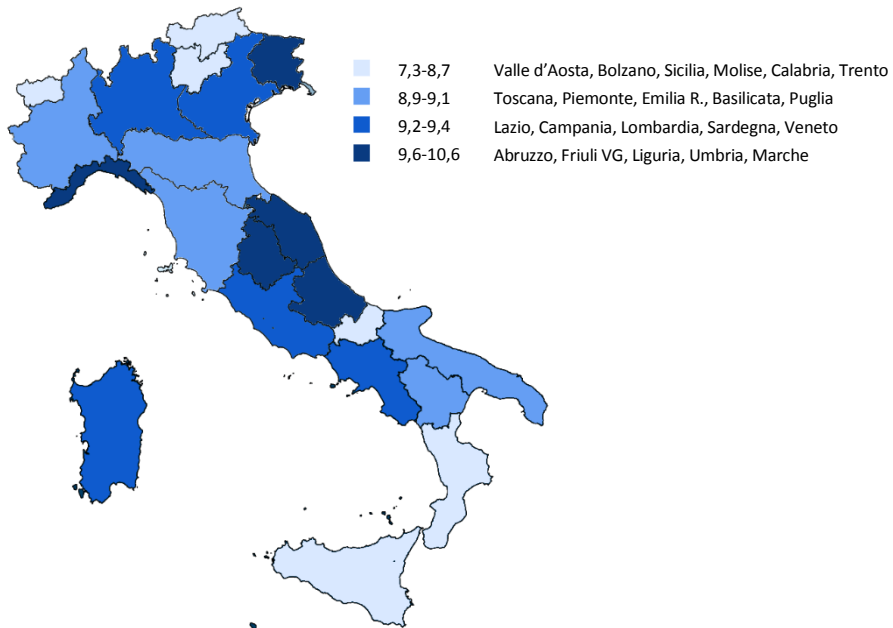 7,3-8,7 Valle d’Aosta, Bolzano, Sicilia, Molise, Calabria, Trento
8,9-9,1 Toscana, Piemonte, Emilia R., Basilicata, Puglia
9,2-9,4 Lazio, Campania, Lombardia, Sardegna, Veneto
9,6-10,6 Abruzzo, Friuli VG, Liguria, Umbria, Marche